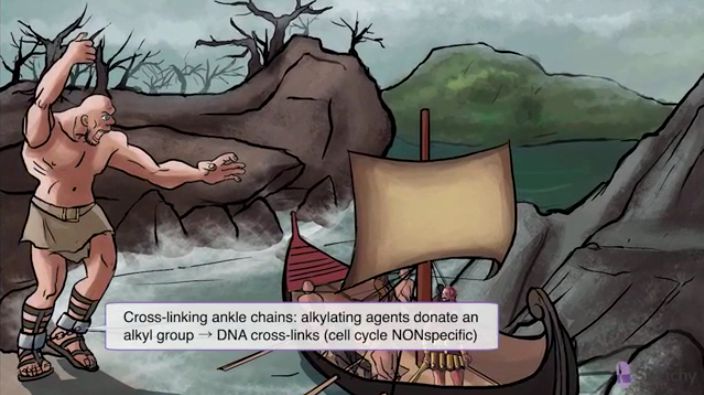 Cross-linking ankle chains: alkylating agents donate an
alkyl group → DNA cross-links (cell cycle NONspecific)